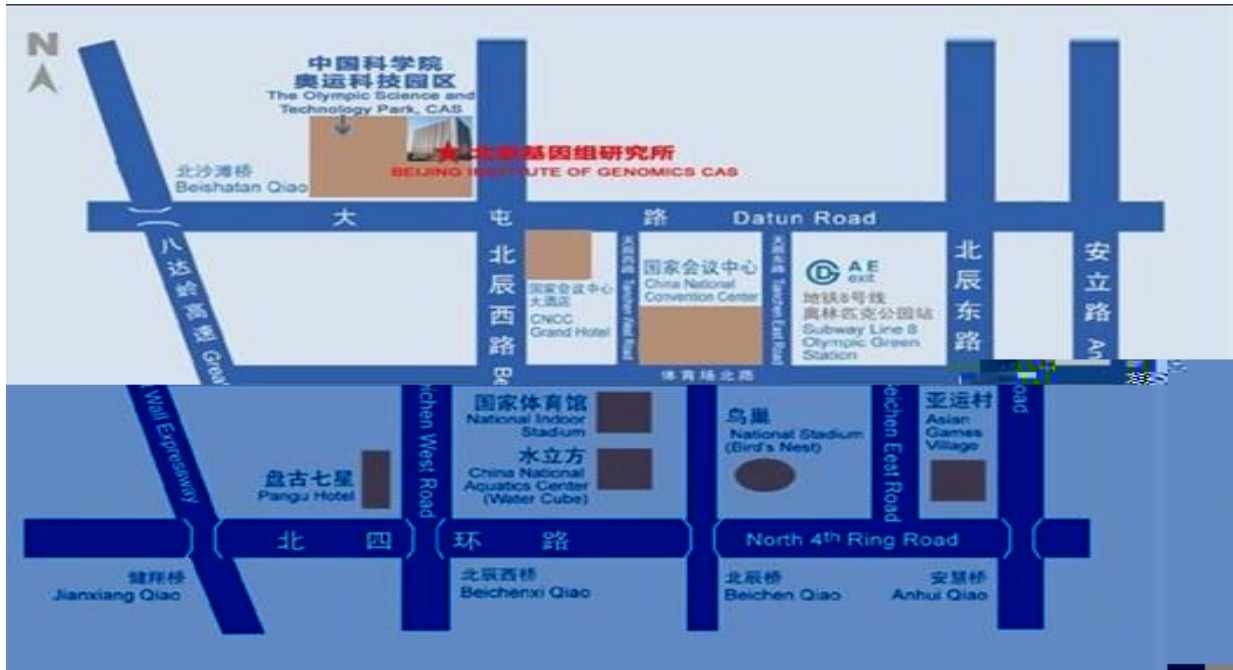 N
中国科学院
奥运科技园区
The Olympic Science and
Technology Park, CAS
北京基因组研究所
BEIJING INSTITUTE OF GENOMICS CAS
北沙滩桥
Beishatan Qiao
大屯路 Datun Road
八达岭高速 Great
Wall Expressway
北辰西路 Be
ichen West Road
国家会议中心
大酒店
CNCC
Grand Hotel
天辰西路 Tianchen West Road
国家会议中心
China National
Convention Center
天辰东路 Tianchen East Road
A E
exit
地铁8号线
奥林匹克公园站
Subway Line 8
Olympic Green
Station
北辰东路
Beichen Eest Road
安立路 An
Road
体育场北路
国家体育馆
National Indoor
Stadium
水立方
China National
Aquatics Center
(Water Cube)
鸟巢
National Stadium
(Bird's Nest)
亚运村
Asian
Games
Village
盘古七星
Pangu Hotel
北四环路 North 4th Ring Road
健翔桥
Jianxiang Qiao
北辰西桥
Beichenxi Qiao
北辰桥
Beichen Qiao
安慧桥
Anhui Qiao